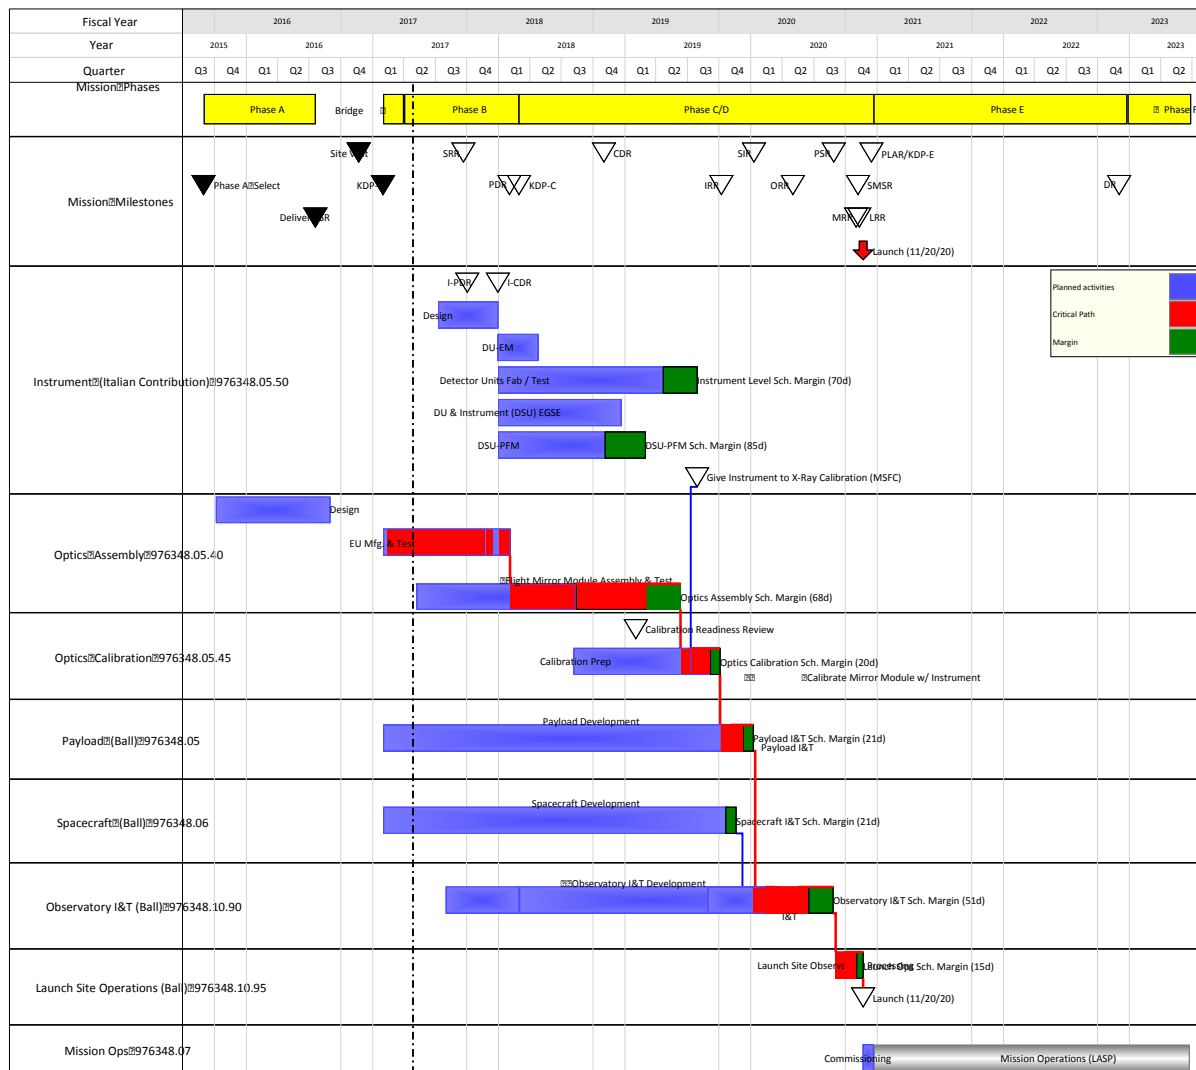 Fiscal Year 2016 2017 2018 2019 2020 2021 2022 2023
Year 2015 2016 2017 2018 2019 2020 2021 2022 2023
Quarter Q3 Q4 Q1 Q2 Q3 Q4 Q1 Q2 Q3 Q4 Q1 Q2 Q3 Q4 Q1 Q2 Q3 Q4 Q1 Q2 Q3 Q4 Q1 Q2 Q3 Q4 Q1 Q2 Q3 Q4 Q1 Q2
Mission Phases
Phase A Bridge Phase B Phase C/D Phase E Phase F
Mission Milestones
Site Visit SRR CDR SIR PSR PLAR/KDP-E
Phase A Select KDP- PDR KDP-C IRR ORR SMSR DR
MRR LRR
Launch (11/20/20)
Planned activities
Critical Path
Margin
Instrument (Italian Contribution) 976348.05.50
I-PDR I-CDR
Design
DU-EM
Detector Units Fab / Test Instrument Level Sch. Margin (70d)
DU & Instrument (DSU) EGSE
DSU-PFM DSU-PFM Sch. Margin (85d)
Give Instrument to X-Ray Calibration (MSFC)
Optics Assembly 976348.05.40
Design
EU Mfg. & Test
Flight Mirror Module Assembly & Test
Optics Assembly Sch. Margin (68d)
Optics Calibration 976348.05.45
Calibration Readiness Review
Calibration Prep Optics Calibration Sch. Margin (20d)
Calibrate Mirror Module w/ Instrument
Payload (Ball) 976348.05
Payload Development
Payload I&T Sch. Margin (21d)
Payload I&T
Spacecraft (Ball) 976348.06
Spacecraft Development
Spacecraft I&T Sch. Margin (21d)
Observatory I&T (Ball) 976348.10.90
Observatory I&T Development
Observatory I&T Sch. Margin (51d)
I&T
Launch Site Operations (Ball) 976348.10.95
Launch Site Processing
Launch Ops Sch. Margin (15d)
Launch (11/20/20)
Mission Ops 976348.07
Commissioning Mission Operations (LASP)